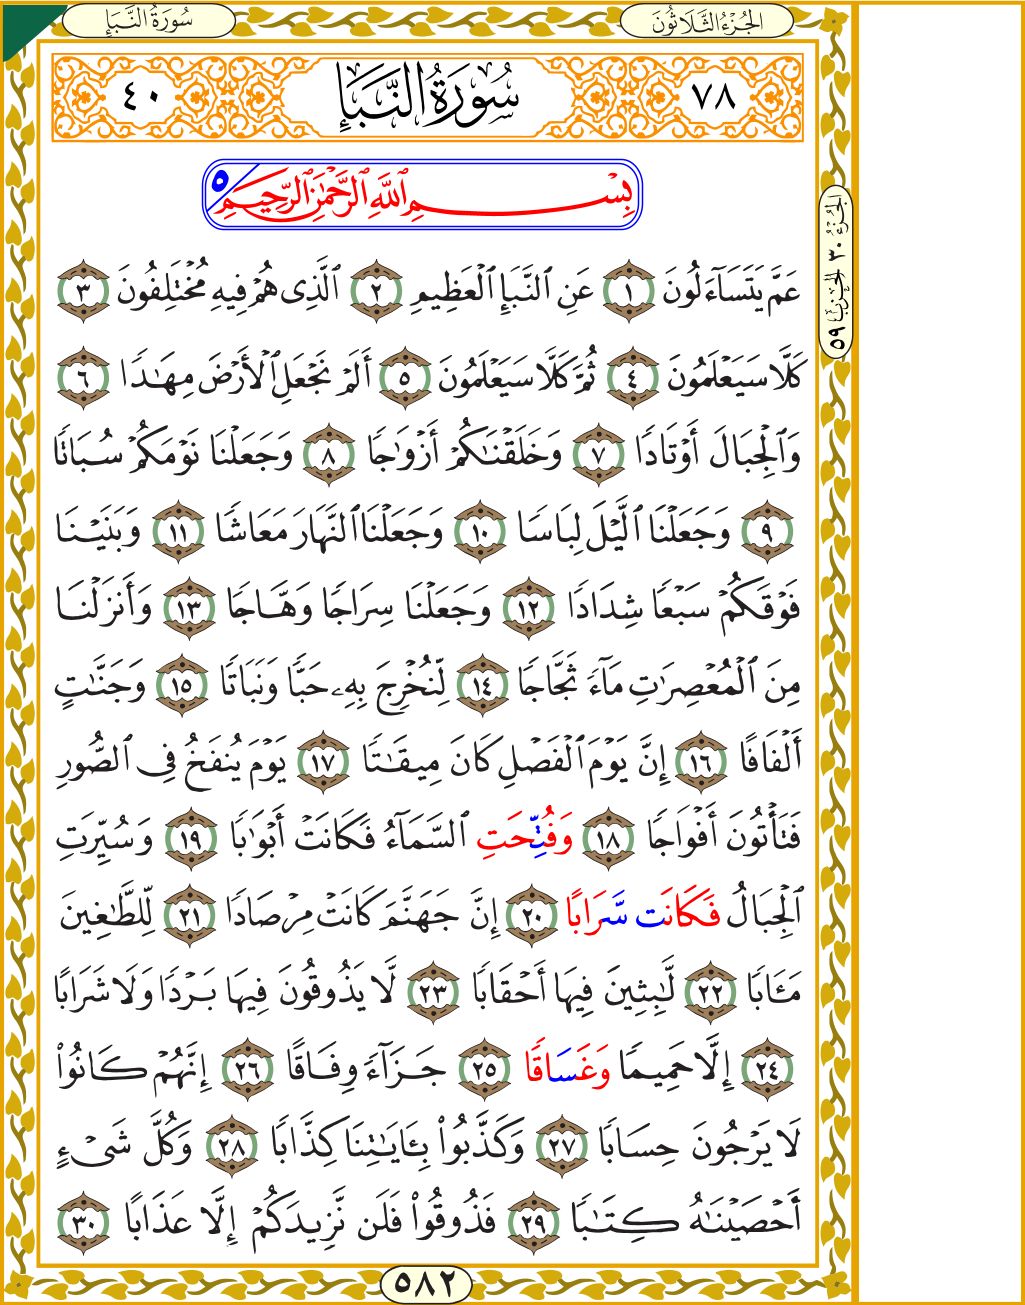 سُورَةُ النَّبَإِ
الجُزْءُ الثَّلَاثُونَ
٧٨ سُورَةُ النَّبَإِ ٤٠
بِسْمِ ٱللَّهِ ٱلرَّحْمَٰنِ ٱلرَّحِيمِ ٥
عَمَّ يَتَسَآءَلُونَ ١ عَنِ ٱلنَّبَإِ ٱلْعَظِيمِ ٢ ٱلَّذِى هُمْ فِيهِ مُخْتَلِفُونَ ٣
كَلَّا سَيَعْلَمُونَ ٤ ثُمَّ كَلَّا سَيَعْلَمُونَ ٥ أَلَمْ نَجْعَلِ ٱلْأَرْضَ مِهَٰدًا ٦
وَٱلْجِبَالَ أَوْتَادًا ٧ وَخَلَقْنَٰكُمْ أَزْوَٰجًا ٨ وَجَعَلْنَا نَوْمَكُمْ سُبَاتًا
٩ وَجَعَلْنَا ٱلَّيْلَ لِبَاسًا ١٠ وَجَعَلْنَا ٱلنَّهَارَ مَعَاشًا ١١ وَبَنَيْنَا
فَوْقَكُمْ سَبْعًا شِدَادًا ١٢ وَجَعَلْنَا سِرَاجًا وَهَّاجًا ١٣ وَأَنزَلْنَا
مِنَ ٱلْمُعْصِرَٰتِ مَآءً ثَجَّاجًا ١٤ لِّنُخْرِجَ بِهِۦ حَبًّا وَنَبَاتًا ١٥ وَجَنَّٰتٍ
أَلْفَافًا ١٦ إِنَّ يَوْمَ ٱلْفَصْلِ كَانَ مِيقَٰتًا ١٧ يَوْمَ يُنفَخُ فِى ٱلصُّورِ
فَتَأْتُونَ أَفْوَاجًا ١٨ وَفُتِّحَتِ ٱلسَّمَآءُ فَكَانَتْ أَبْوَٰبًا ١٩ وَسُيِّرَتِ
ٱلْجِبَالُ فَكَانَت سَّرَابًا ٢٠ إِنَّ جَهَنَّمَ كَانَتْ مِرْصَادًا ٢١ لِّلطَّٰغِينَ
مَـَٔابًا ٢٢ لَّٰبِثِينَ فِيهَا أَحْقَابًا ٢٣ لَّا يَذُوقُونَ فِيهَا بَرْدًا وَلَا شَرَابًا
٢٤ إِلَّا حَمِيمًا وَغَسَاقًا ٢٥ جَزَآءً وِفَاقًا ٢٦ إِنَّهُمْ كَانُوا۟
لَا يَرْجُونَ حِسَابًا ٢٧ وَكَذَّبُوا۟ بِـَٔايَٰتِنَا كِذَّابًا ٢٨ وَكُلَّ شَىْءٍ
أَحْصَيْنَٰهُ كِتَٰبًا ٢٩ فَذُوقُوا۟ فَلَن نَّزِيدَكُمْ إِلَّا عَذَابًا ٣٠
الجُزْءُ ٣٠ الحِزْبُ ٥٩
٥٨٢